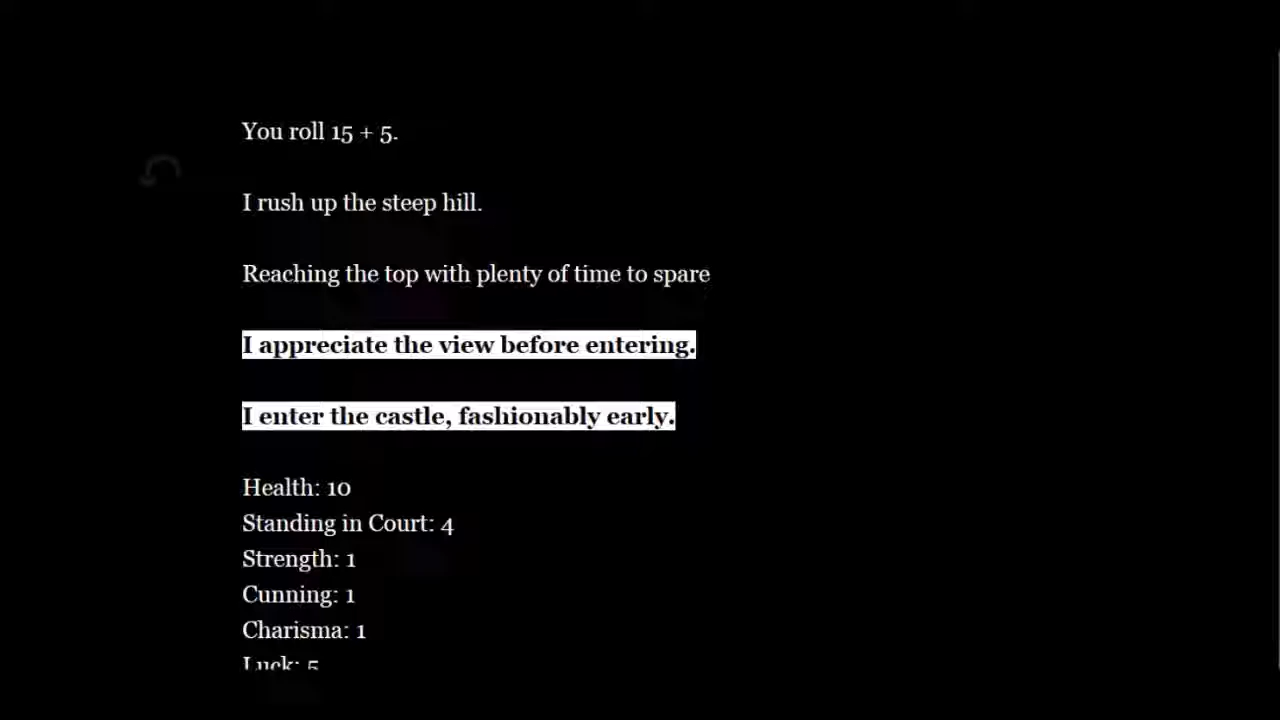 You roll 15 + 5.
I rush up the steep hill.
Reaching the top with plenty of time to spare
I appreciate the view before entering.
I enter the castle, fashionably early.
Health: 10
Standing in Court: 4
Strength: 1
Cunning: 1
Charisma: 1
Luck: 5